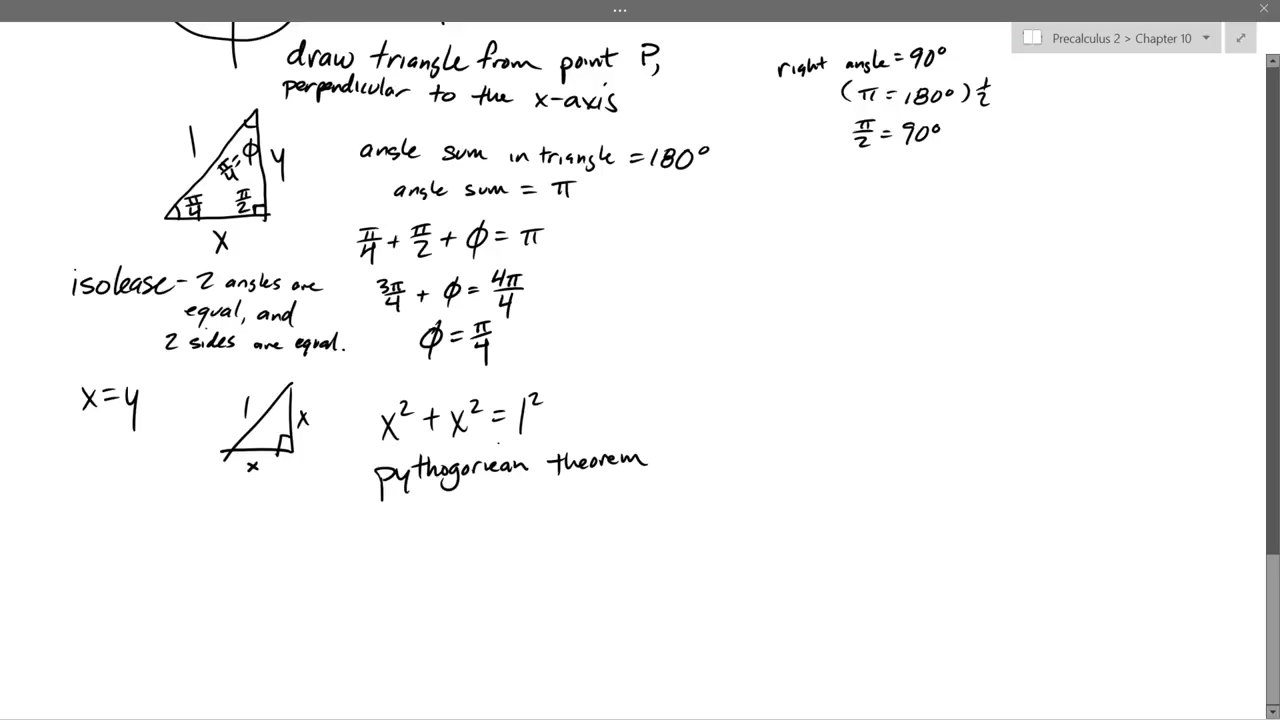 ...
Precalculus 2 > Chapter 10
draw triangle from point P,
perpendicular to the x-axis
right angle = 90°
(π = 180°) 1/2
π/2 = 90°
1
π/4 = ϕ
y
π/4
π/2
x
angle sum in triangle = 180°
angle sum = π
π/4 + π/2 + ϕ = π
3π/4 + ϕ = 4π/4
ϕ = π/4
isolease - 2 angles are
equal, and
2 sides are equal.
x = y
1
x
x
x² + x² = 1²
pythogoriean theorem